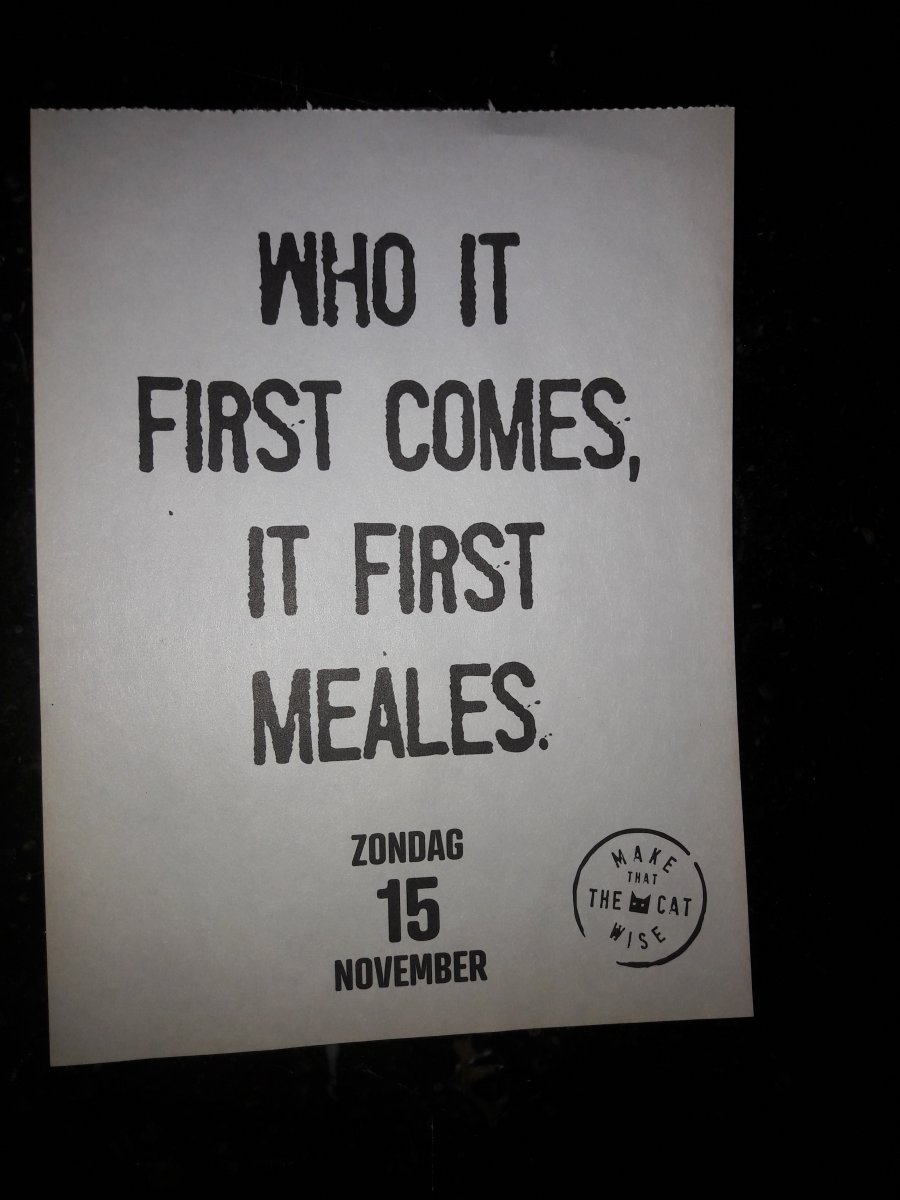 WHO IT
FIRST COMES,
IT FIRST
MEALES.
ZONDAG
15
NOVEMBER
MAKE
THAT
THE CAT
WISE